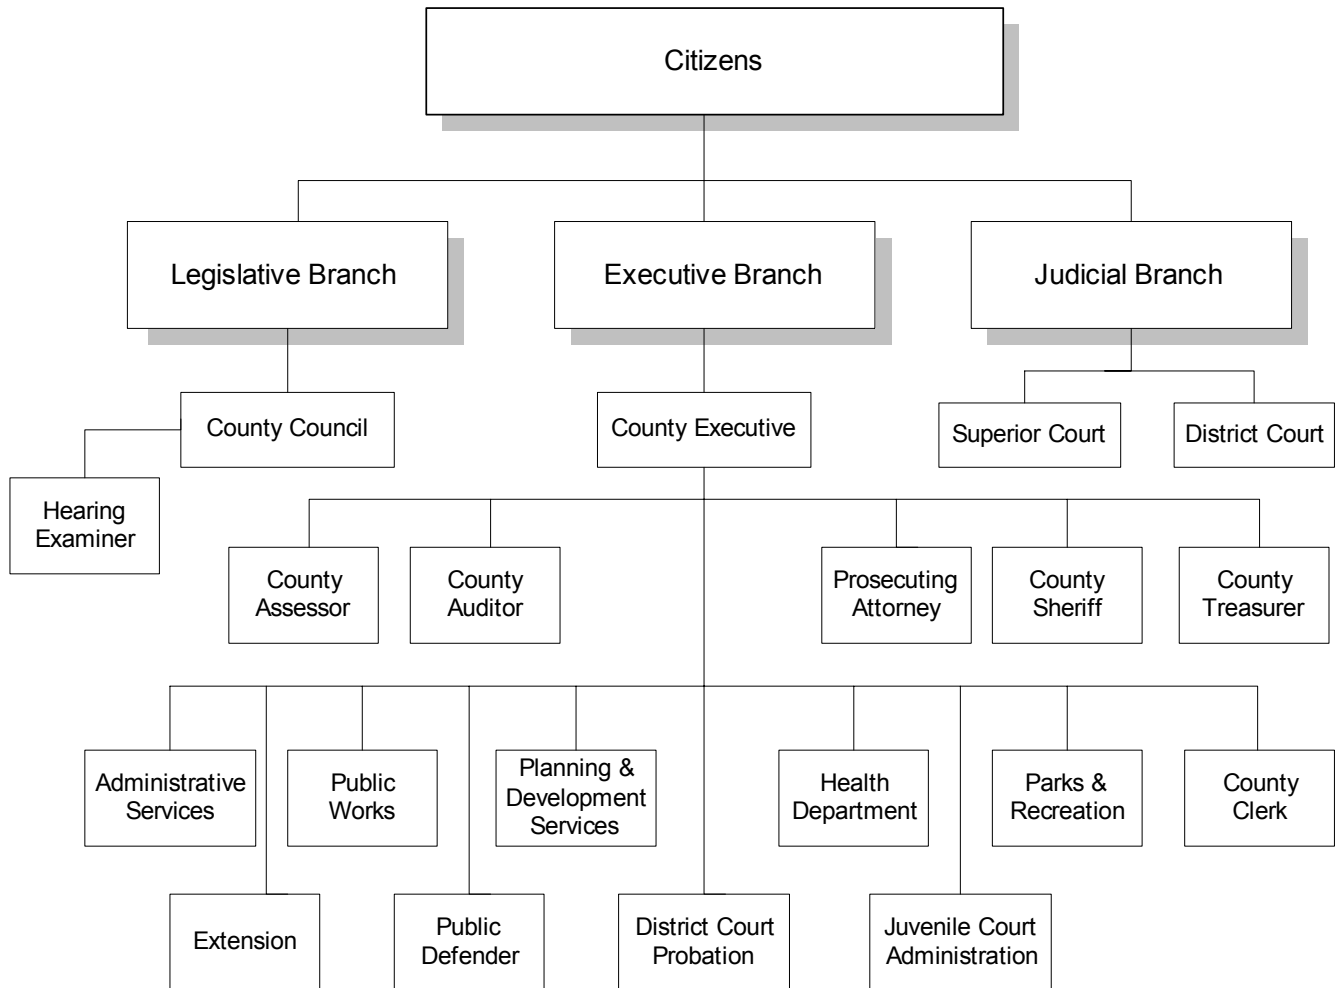 Citizens
Legislative Branch
Executive Branch
Judicial Branch
County Council
County Executive
Superior Court
District Court
Hearing
Examiner
County
Assessor
County
Auditor
Prosecuting
Attorney
County
Sheriff
County
Treasurer
Administrative
Services
Public
Works
Planning &
Development
Services
Health
Department
Parks &
Recreation
County
Clerk
Extension
Public
Defender
District Court
Probation
Juvenile Court
Administration